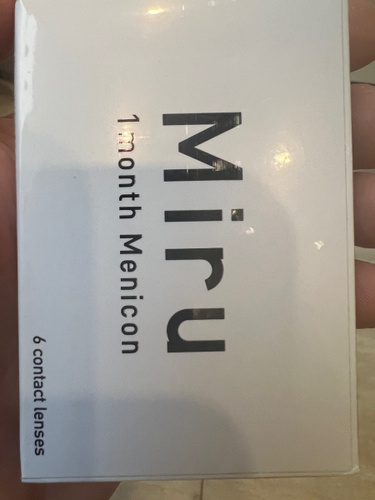 Miru
1month Menicon
6 contact lenses